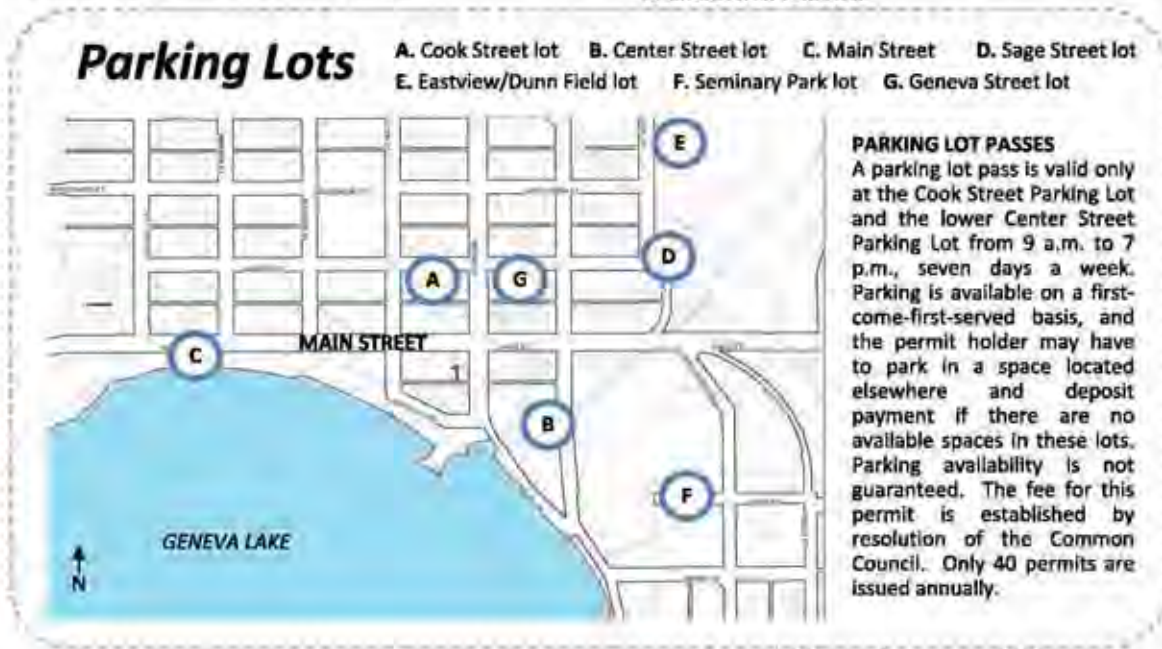 Parking Lots
A. Cook Street lot B. Center Street lot C. Main Street D. Sage Street lot
E. Eastview/Dunn Field lot F. Seminary Park lot G. Geneva Street lot
E
D
A
G
C
MAIN STREET
B
F
GENEVA LAKE
N
PARKING LOT PASSES
A parking lot pass is valid only
at the Cook Street Parking Lot
and the lower Center Street
Parking Lot from 9 a.m. to 7
p.m., seven days a week.
Parking is available on a first-
come-first-served basis, and
the permit holder may have
to park in a space located
elsewhere and deposit
payment if there are no
available spaces in these lots.
Parking availability is not
guaranteed. The fee for this
permit is established by
resolution of the Common
Council. Only 40 permits are
issued annually.